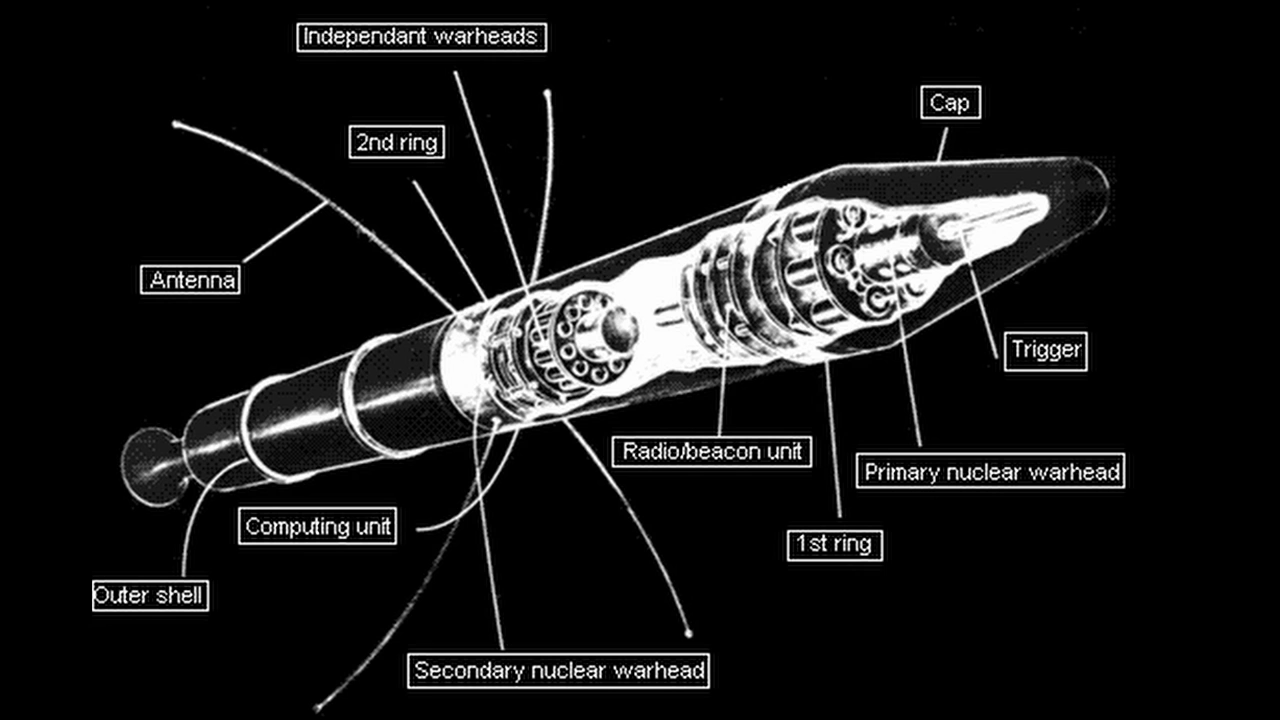 Independant warheads
Cap
2nd ring
Antenna
Trigger
Radio/beacon unit
Primary nuclear warhead
Computing unit
1st ring
Outer shell
Secondary nuclear warhead